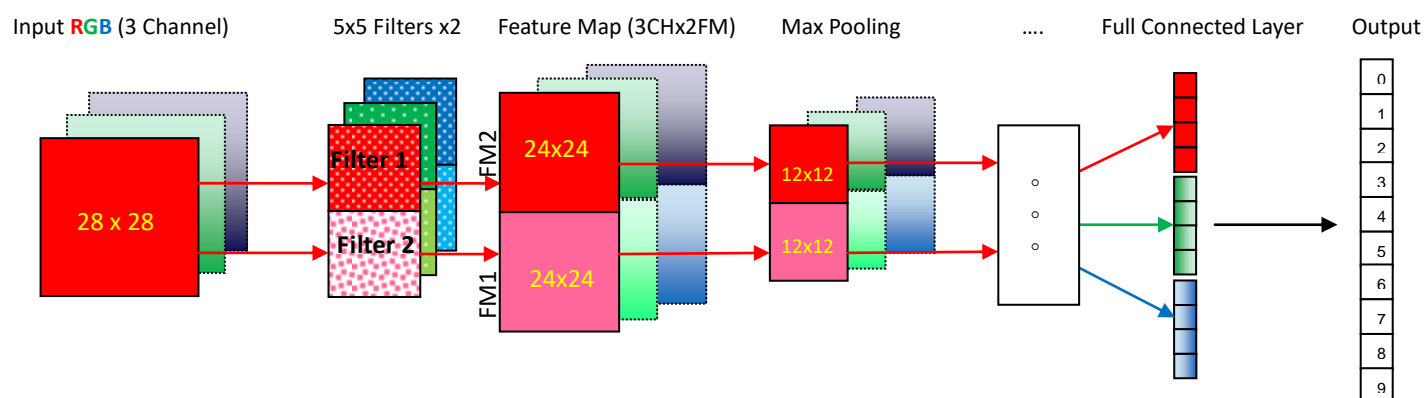 Input RGB (3 Channel)
5x5 Filters x2
Feature Map (3CHx2FM)
Max Pooling
....
Full Connected Layer
Output
28 x 28
Filter 1
Filter 2
FM2
24x24
FM1
24x24
12x12
12x12
0
1
2
3
4
5
6
7
8
9